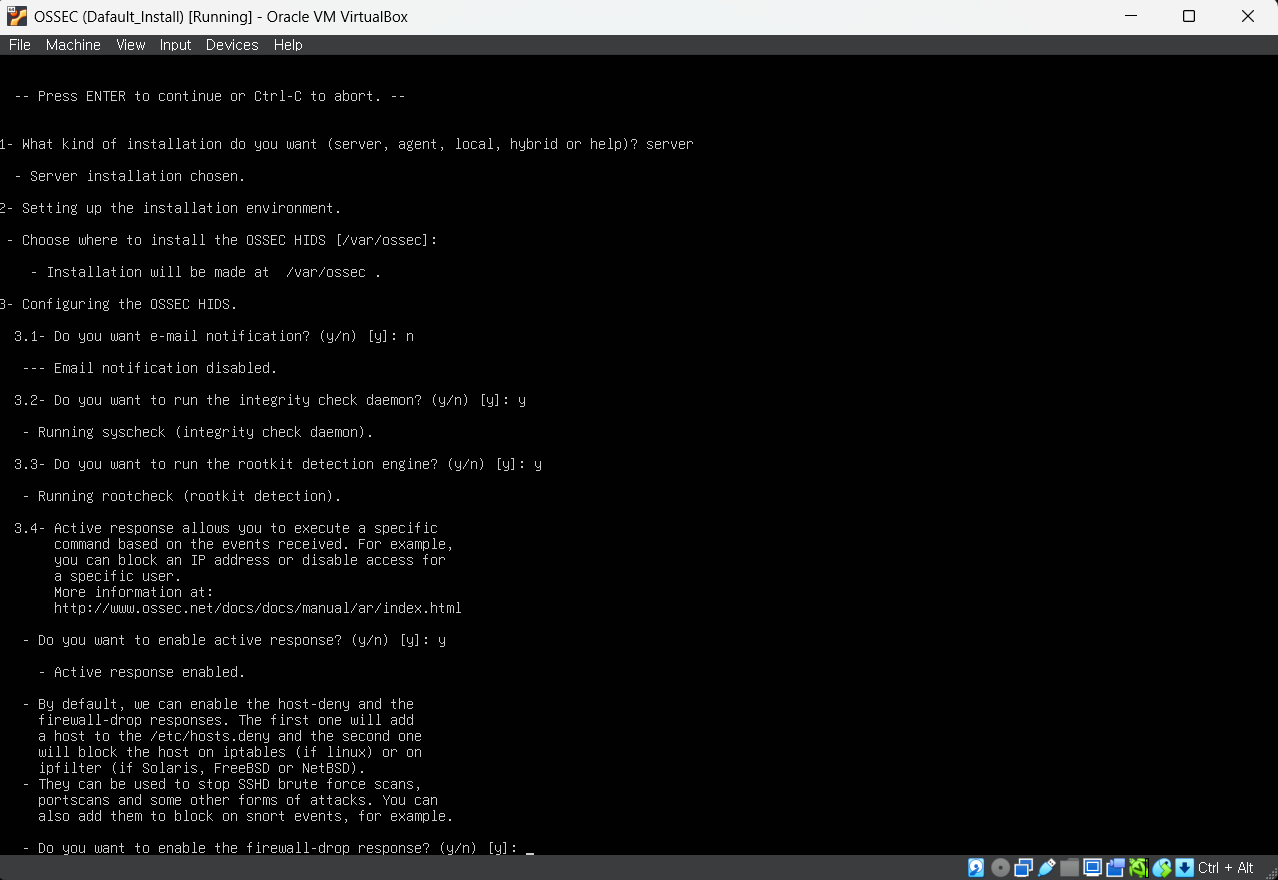 OSSEC (Dafault_Install) [Running] - Oracle VM VirtualBox
File Machine View Input Devices Help
-- Press ENTER to continue or Ctrl-C to abort. --
1- What kind of installation do you want (server, agent, local, hybrid or help)? server
- Server installation chosen.
2- Setting up the installation environment.
- Choose where to install the OSSEC HIDS [/var/ossec]:
- Installation will be made at  /var/ossec .
3- Configuring the OSSEC HIDS.
3.1- Do you want e-mail notification? (y/n) [y]: n
--- Email notification disabled.
3.2- Do you want to run the integrity check daemon? (y/n) [y]: y
- Running syscheck (integrity check daemon).
3.3- Do you want to run the rootkit detection engine? (y/n) [y]: y
- Running rootcheck (rootkit detection).
3.4- Active response allows you to execute a specific
command based on the events received. For example,
you can block an IP address or disable access for
a specific user.
More information at:
http://www.ossec.net/docs/docs/manual/ar/index.html
- Do you want to enable active response? (y/n) [y]: y
- Active response enabled.
- By default, we can enable the host-deny and the
firewall-drop responses. The first one will add
a host to the /etc/hosts.deny and the second one
will block the host on iptables (if linux) or on
ipfilter (if Solaris, FreeBSD or NetBSD).
- They can be used to stop SSHD brute force scans,
portscans and some other forms of attacks. You can
also add them to block on snort events, for example.
- Do you want to enable the firewall-drop response? (y/n) [y]: _
Ctrl + Alt